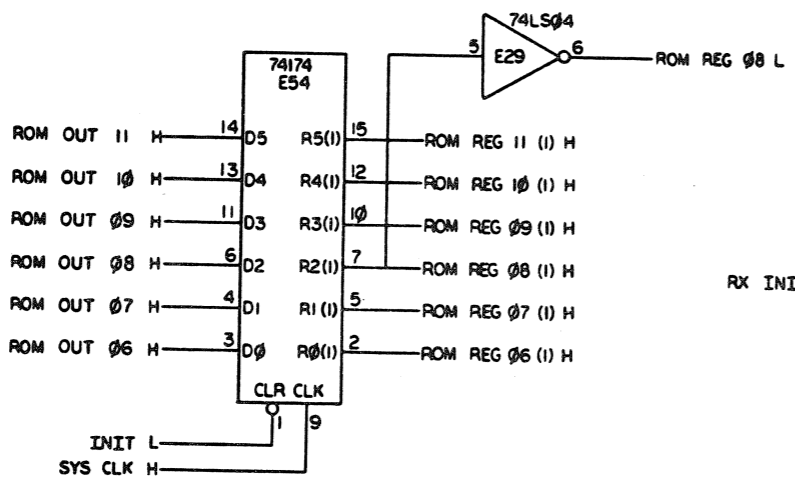 74LSØ4
5 E29 6 ROM REG Ø8 L
74174
E54
ROM OUT 11 H 14 D5 R5(1) 15 ROM REG 11 (1) H
ROM OUT 1Ø H 13 D4 R4(1) 12 ROM REG 1Ø (1) H
ROM OUT Ø9 H 11 D3 R3(1) 1Ø ROM REG Ø9 (1) H
ROM OUT Ø8 H 6 D2 R2(1) 7 ROM REG Ø8 (1) H
RX INI
ROM OUT Ø7 H 4 D1 R1(1) 5 ROM REG Ø7 (1) H
ROM OUT Ø6 H 3 DØ RØ(1) 2 ROM REG Ø6 (1) H
CLR CLK
1 9
INIT L
SYS CLK H